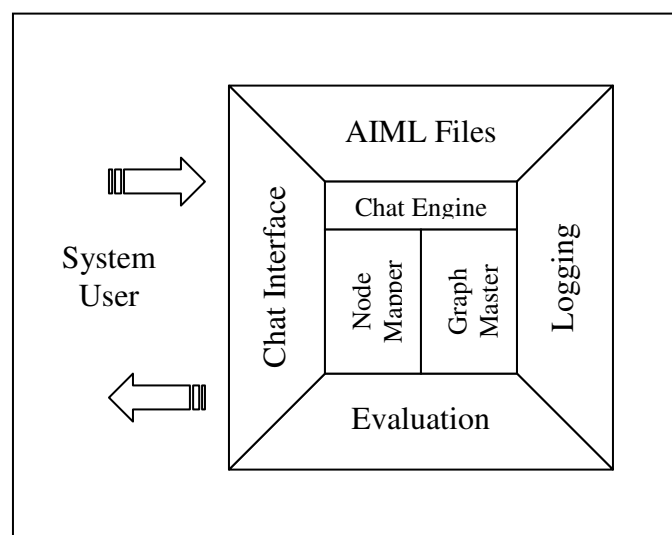 AIML Files
Chat Engine
System
User
Chat Interface
Node
Mapper
Graph
Master
Logging
Evaluation